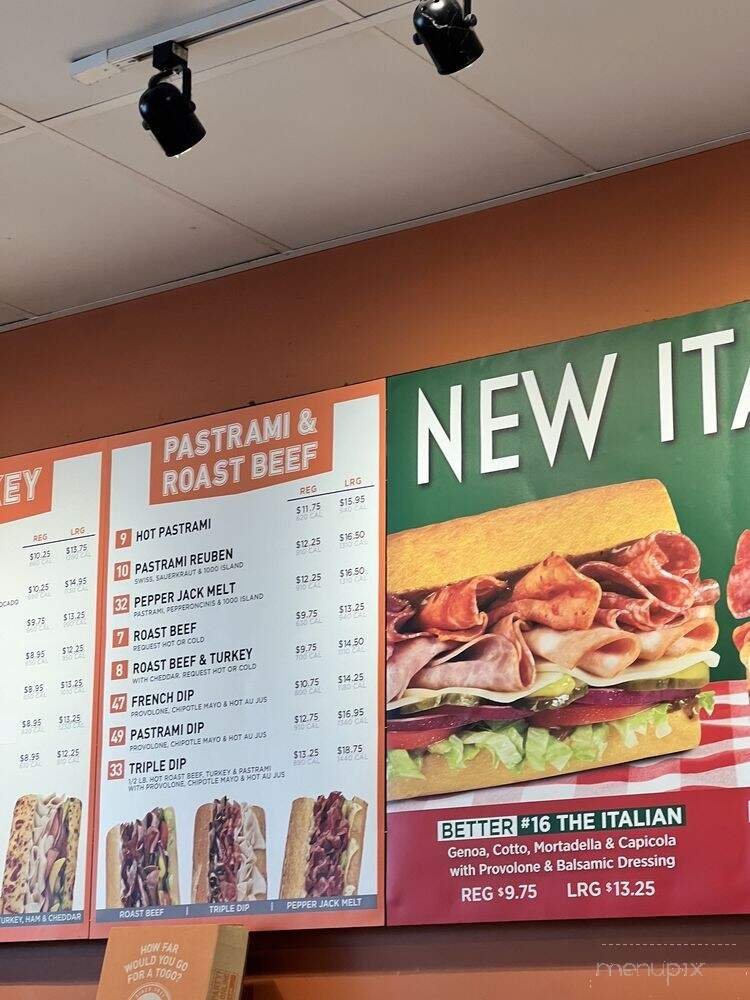 KEY
REG LRG
$10.25 $13.75
$10.25 $14.95
$9.75 $13.25
$8.95 $12.25
$8.95 $13.25
$8.95 $13.25
$8.95 $12.25
TURKEY, HAM & CHEDDAR
PASTRAMI &
ROAST BEEF
REG LRG
9 HOT PASTRAMI $11.75 $15.95
10 PASTRAMI REUBEN $12.25 $16.50
SWISS, SAUERKRAUT & 1000 ISLAND
32 PEPPER JACK MELT $12.25 $16.50
PASTRAMI, PEPPERONCINIS & 1000 ISLAND
7 ROAST BEEF $9.75 $13.25
REQUEST HOT OR COLD
8 ROAST BEEF & TURKEY $9.75 $14.50
WITH CHEDDAR. REQUEST HOT OR COLD
47 FRENCH DIP $10.75 $14.25
PROVOLONE, CHIPOTLE MAYO & HOT AU JUS
49 PASTRAMI DIP $12.75 $16.95
PROVOLONE, CHIPOTLE MAYO & HOT AU JUS
33 TRIPLE DIP $13.25 $18.75
1/2 LB. HOT ROAST BEEF, TURKEY & PASTRAMI
WITH PROVOLONE, CHIPOTLE MAYO & HOT AU JUS
ROAST BEEF | TRIPLE DIP | PEPPER JACK MELT
NEW ITA
BETTER #16 THE ITALIAN
Genoa, Cotto, Mortadella & Capicola
with Provolone & Balsamic Dressing
REG $9.75 LRG $13.25
HOW FAR
WOULD YOU GO
FOR A TOGO?
menupix